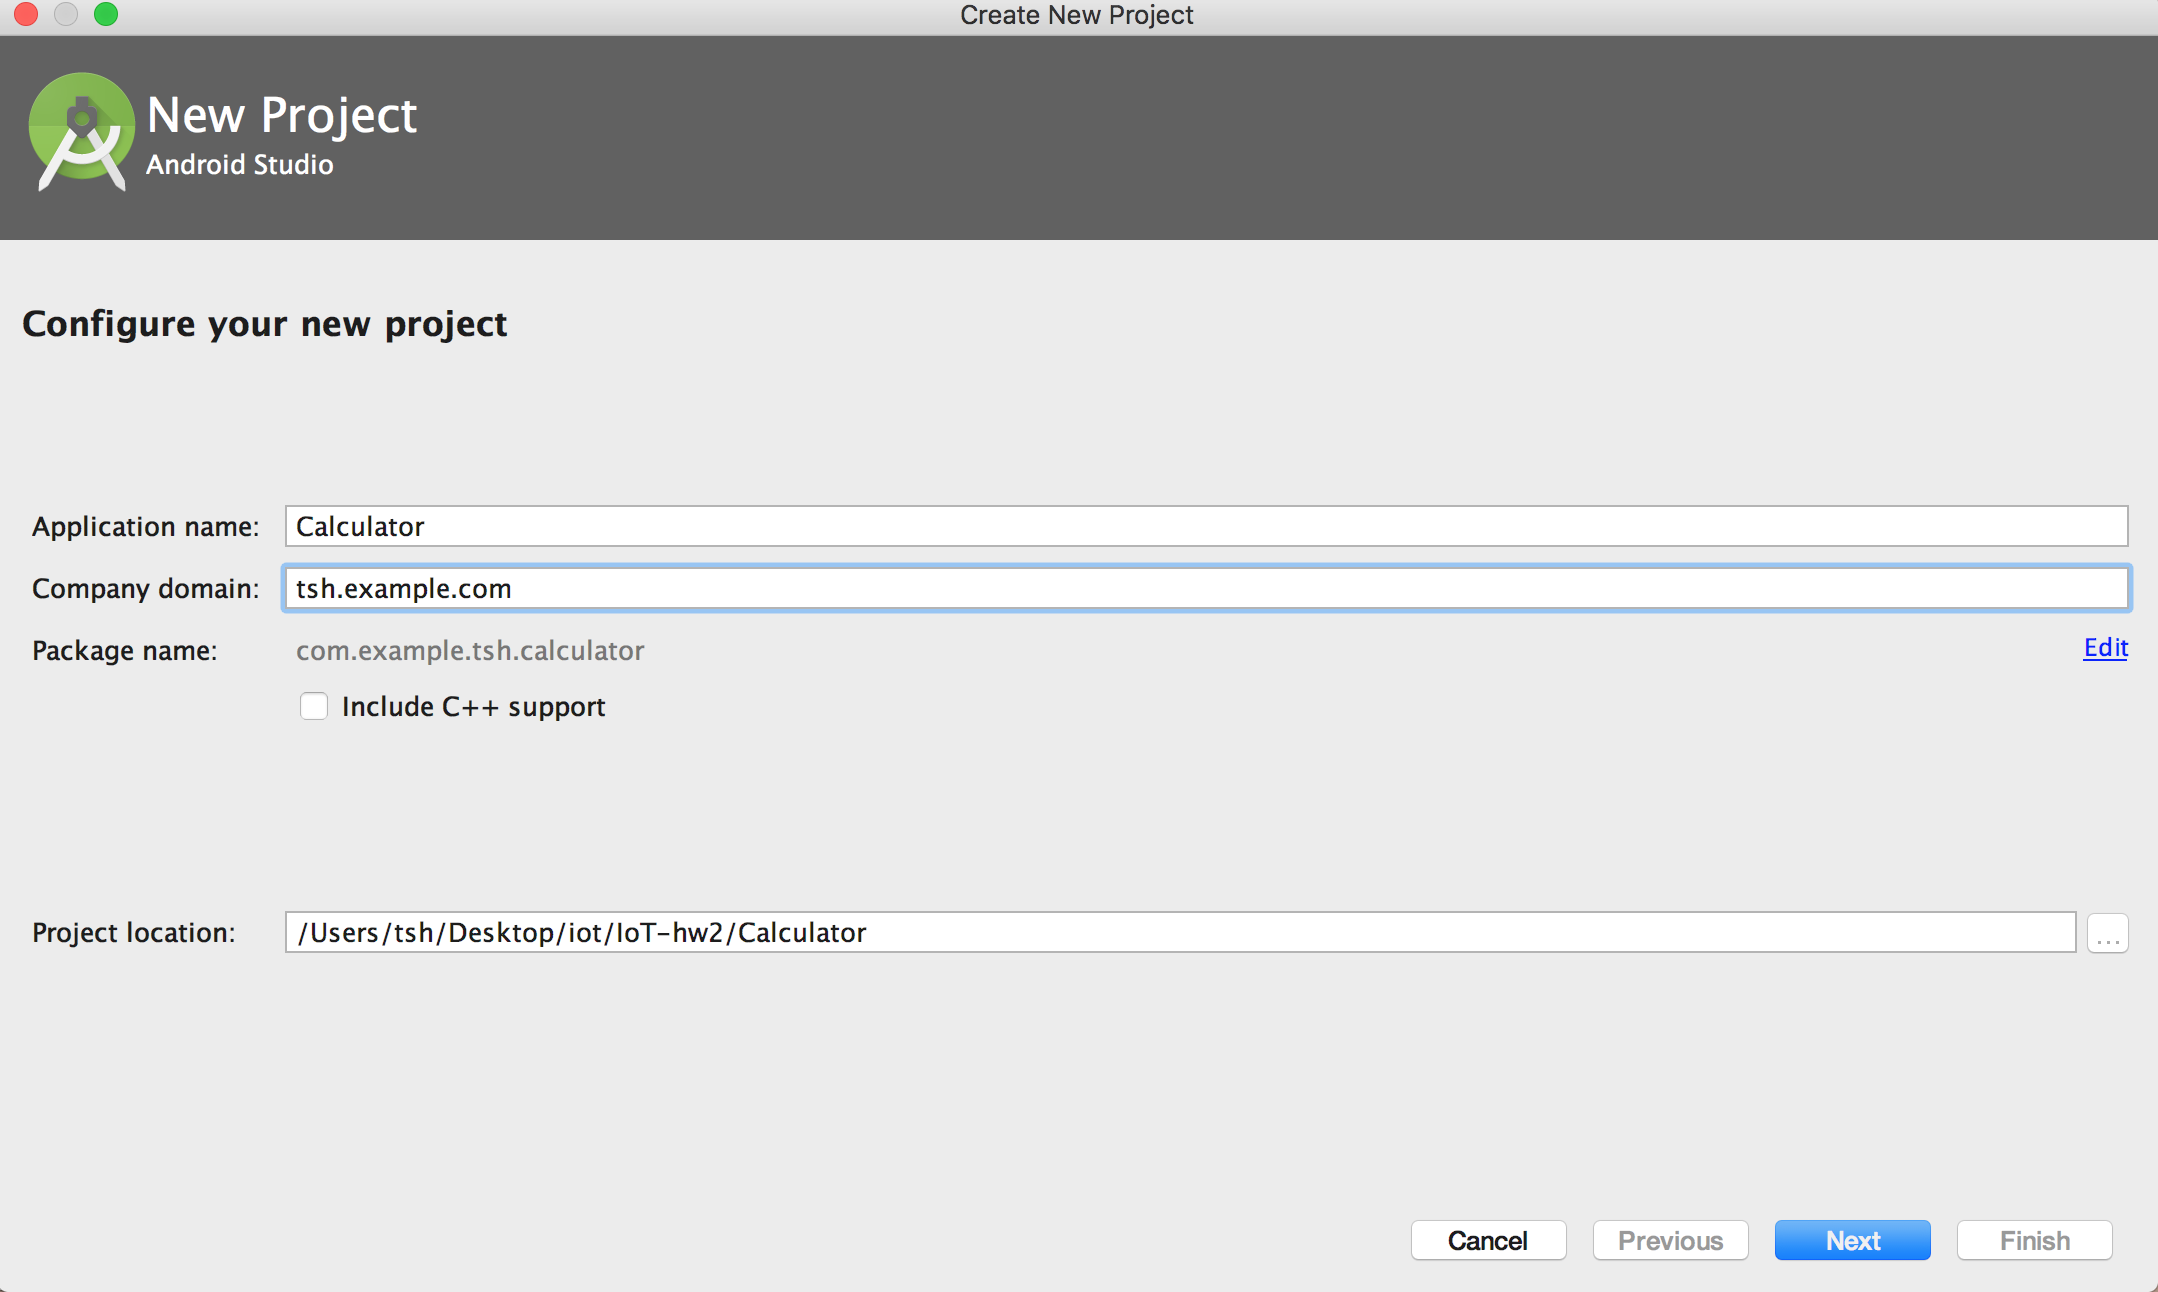 Create New Project
New Project
Android Studio
Configure your new project
Application name: Calculator
Company domain: tsh.example.com
Package name: com.example.tsh.calculator Edit
Include C++ support
Project location: /Users/tsh/Desktop/iot/IoT-hw2/Calculator ...
Cancel Previous Next Finish